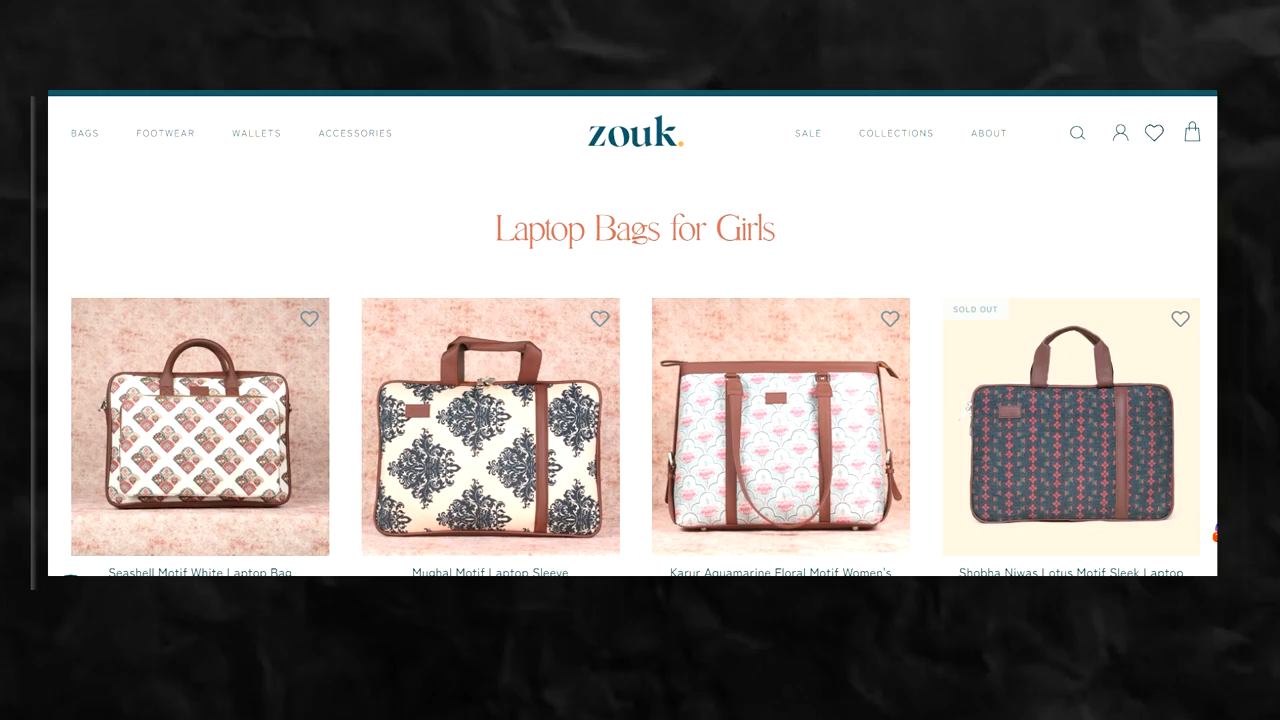 BAGS FOOTWEAR WALLETS ACCESSORIES zouk. SALE COLLECTIONS ABOUT
Laptop Bags for Girls
SOLD OUT
Seashell Motif White Laptop Bag Mughal Motif Laptop Sleeve Karur Aquamarine Floral Motif Women's Shobha Niwas Lotus Motif Sleek Laptop